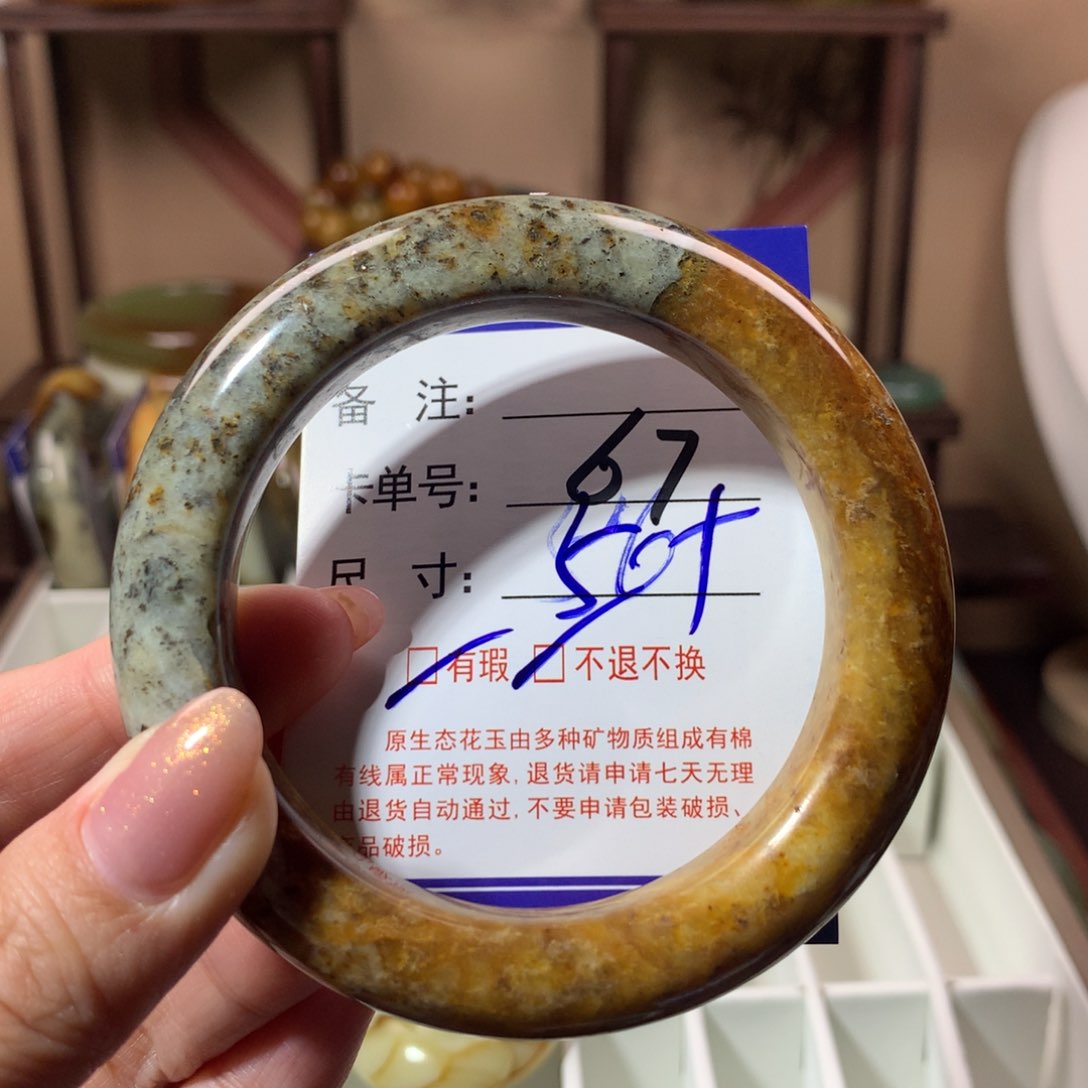 备 注:
卡单号: 67
尺 寸: 50+
□有瑕 □不退不换
原生态花玉由多种矿物质组成有棉
有线属正常现象, 退货请申请七天无理
由退货自动通过, 不要申请包装破损、
品破损。